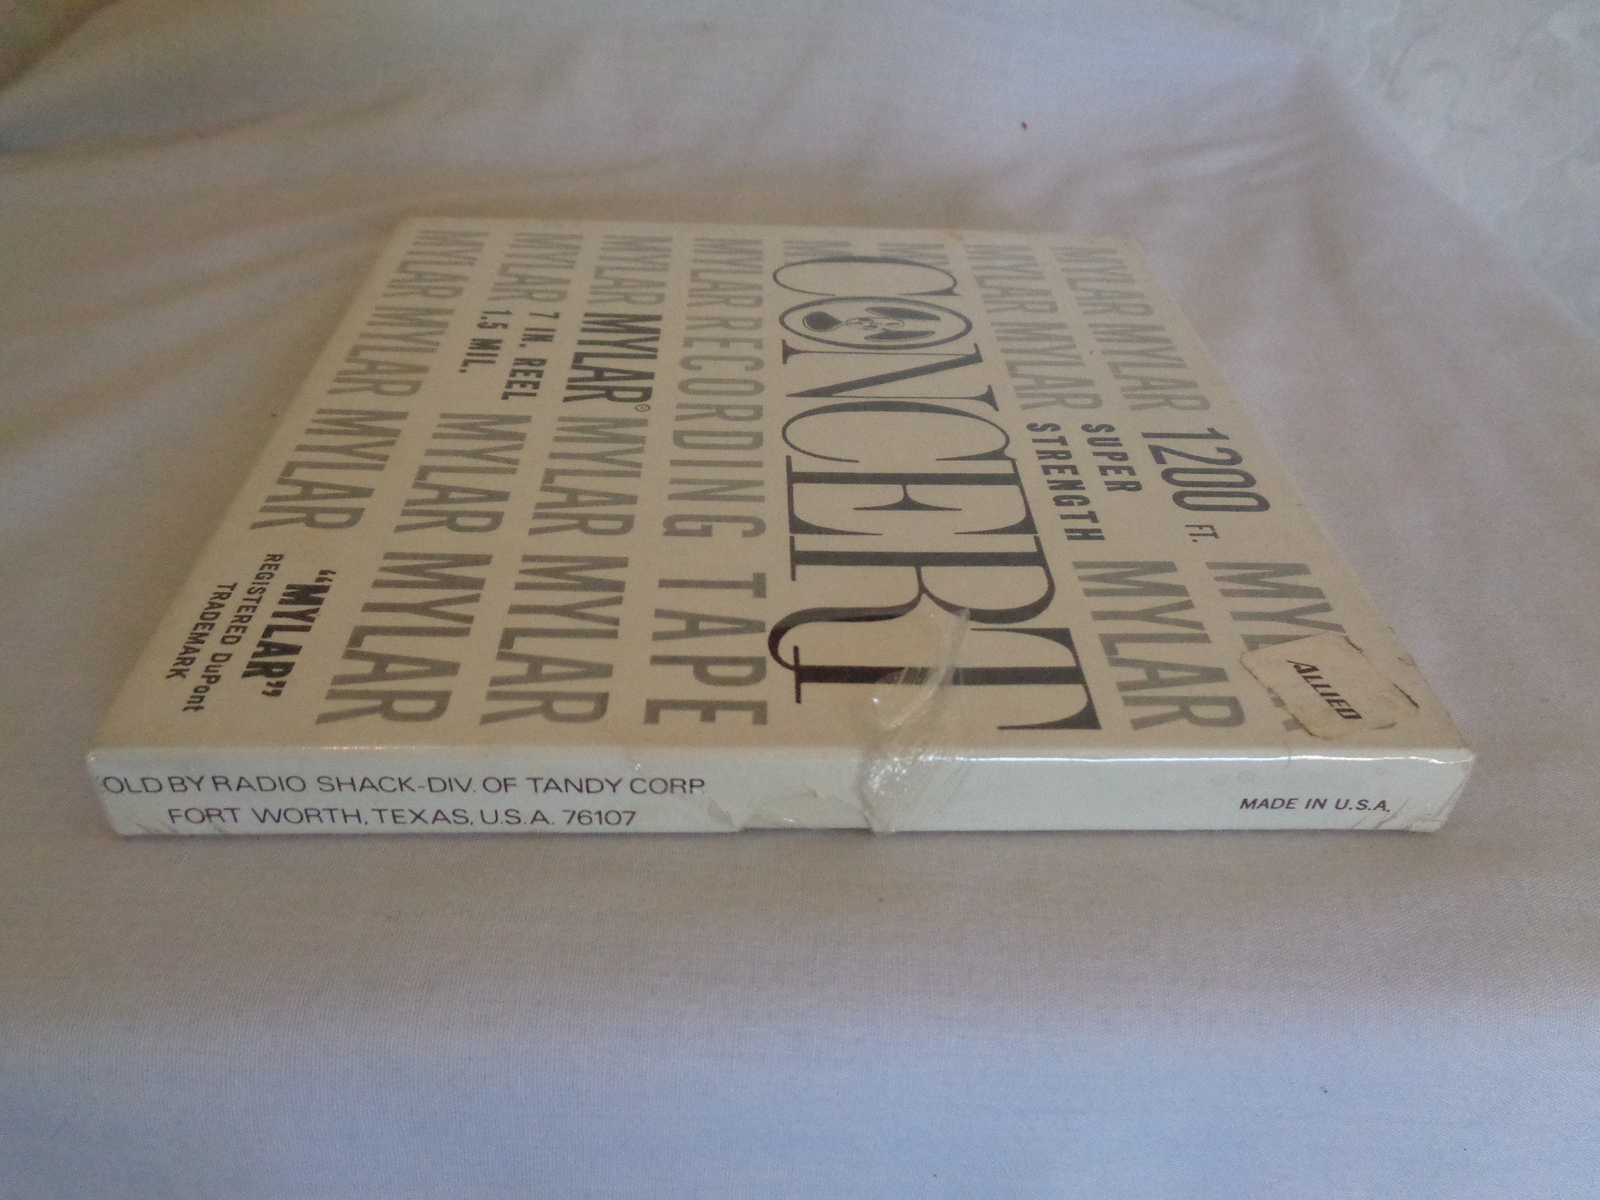 MYLAR MYLAR 1200 FT. MYLAR
SUPER
MYLAR MYLAR STRENGTH MYLAR
CONCERT
MYLAR RECORDING TAPE
MYLAR MYLAR® MYLAR MYLAR
MYLAR 7 IN. REEL MYLAR MYLAR
1.5 MIL.
MYLAR MYLAR MYLAR MYLAR
"MYLAR"
REGISTERED DuPont
TRADEMARK
ALLIED
OLD BY RADIO SHACK-DIV. OF TANDY CORP.
FORT WORTH, TEXAS, U.S.A. 76107
MADE IN U.S.A.